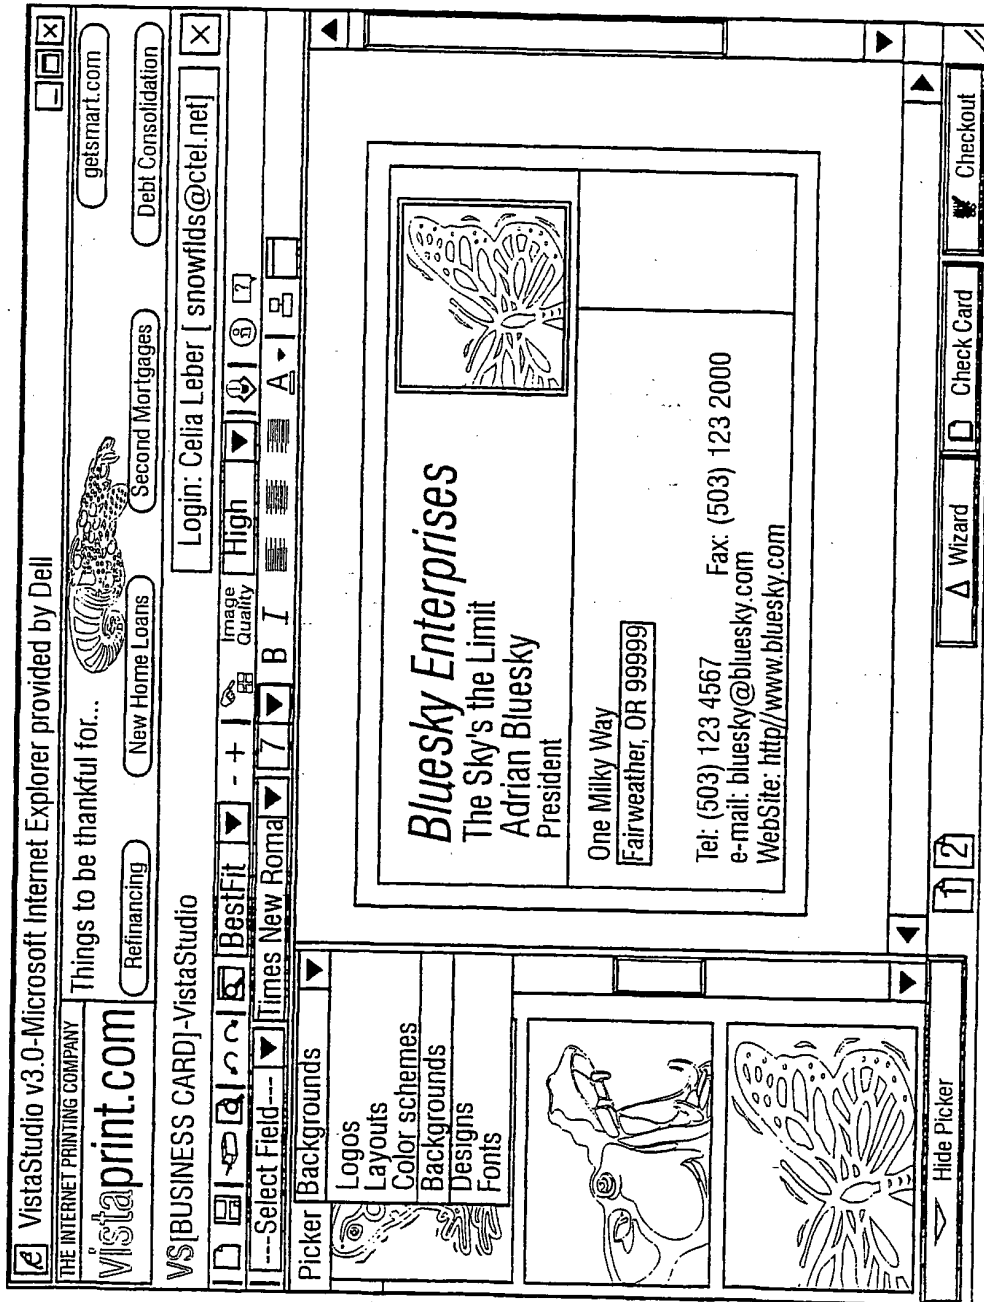 VistaStudio v3.0-Microsoft Internet Explorer provided by Dell
THE INTERNET PRINTING COMPANY
vistaprint.com
Things to be thankful for...
getsmart.com
Refinancing
New Home Loans
Second Mortgages
Debt Consolidation
VS[BUSINESS CARD]-VistaStudio
Login: Celia Leber [ snowflds@ctel.net]
BestFit
- +
Image
Quality
High
?
----Select Field----
Times New Roma
7
B I
A
Picker
Backgrounds
Logos
Layouts
Color schemes
Backgrounds
Designs
Fonts
Bluesky Enterprises
The Sky's the Limit
Adrian Bluesky
President
One Milky Way
Fairweather, OR 99999
Tel: (503) 123 4567 Fax: (503) 123 2000
e-mail: bluesky@bluesky.com
WebSite: http//www.bluesky.com
Hide Picker
1 2
Wizard
Check Card
Checkout